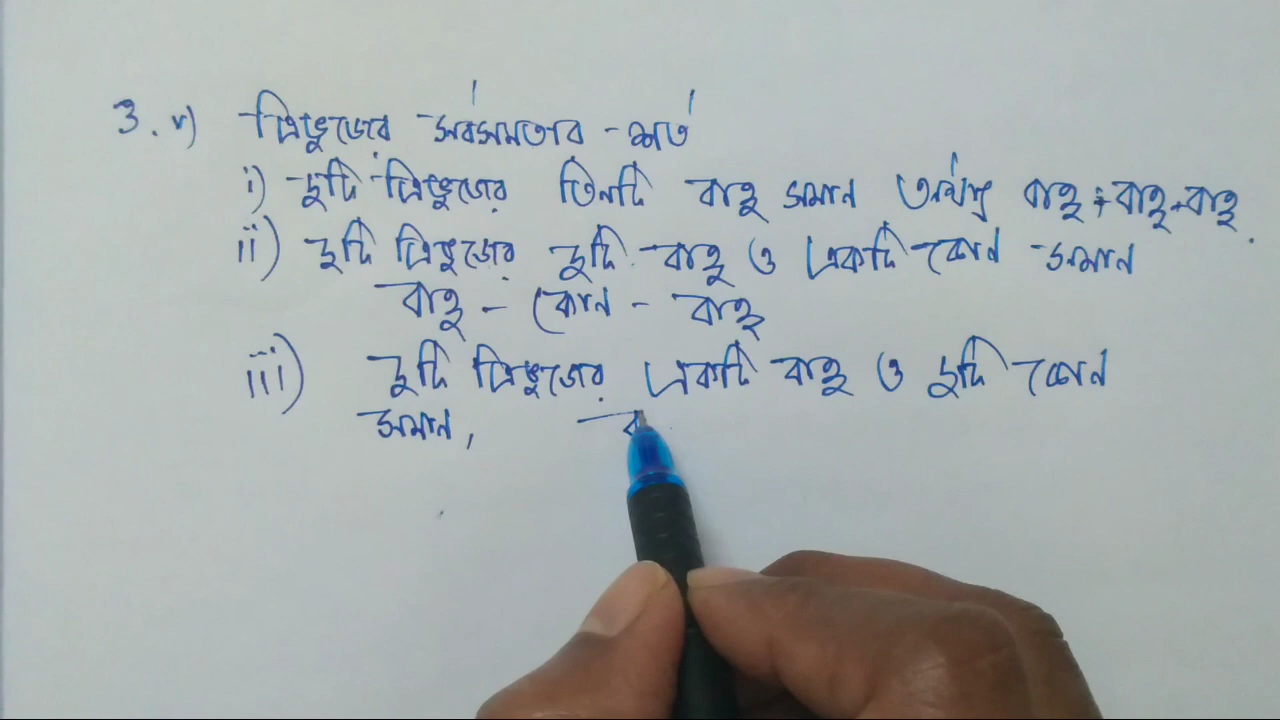 3. v) ত্রিভুজের সর্বসমতার - শর্ত
i) দুটি ত্রিভুজের তিনটি বাহু সমান অর্থাৎ বাহু + বাহু - বাহু
ii) দুটি ত্রিভুজের দুটি বাহু ও একটি কোন সমান
বাহু - কোন - বাহু
iii) দুটি ত্রিভুজের একটি বাহু ও দুটি কোন
সমান,